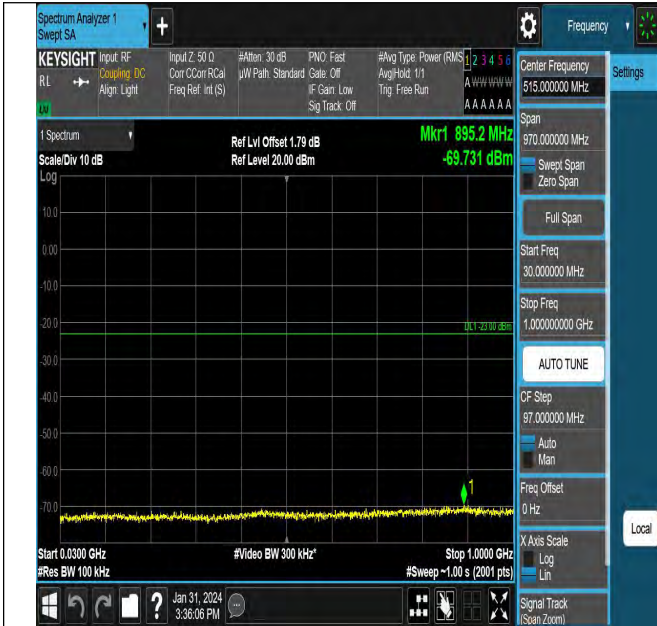 Spectrum Analyzer 1
Swept SA
+
Frequency
KEYSIGHT
RL
Input: RF
Coupling: DC
Align: Light
Input Z: 50 Ω
Corr CCorr RCal
Freq Ref: Int (S)
#Atten: 30 dB
µW Path: Standard
PNO: Fast
Gate: Off
IF Gain: Low
Sig Track: Off
#Avg Type: Power (RMS
Avg|Hold: 1/1
Trig: Free Run
1 2 3 4 5 6
A W W W W W
A A A A A A
LXI
1 Spectrum
Scale/Div 10 dB
Log
Ref Lvl Offset 1.79 dB
Ref Level 20.00 dBm
Mkr1 895.2 MHz
-69.731 dBm
10.0
0.00
-10.0
-20.0
DL1 -23.00 dBm
-30.0
-40.0
-50.0
-60.0
-70.0
1
Start 0.0300 GHz
#Res BW 100 kHz
#Video BW 300 kHz*
Stop 1.0000 GHz
#Sweep ~1.00 s (2001 pts)
?
Jan 31, 2024
3:36:06 PM
Center Frequency
515.000000 MHz
Span
970.000000 MHz
Swept Span
Zero Span
Full Span
Start Freq
30.000000 MHz
Stop Freq
1.000000000 GHz
AUTO TUNE
CF Step
97.000000 MHz
Auto
Man
Freq Offset
0 Hz
X Axis Scale
Log
Lin
Signal Track
(Span Zoom)
Settings
Local